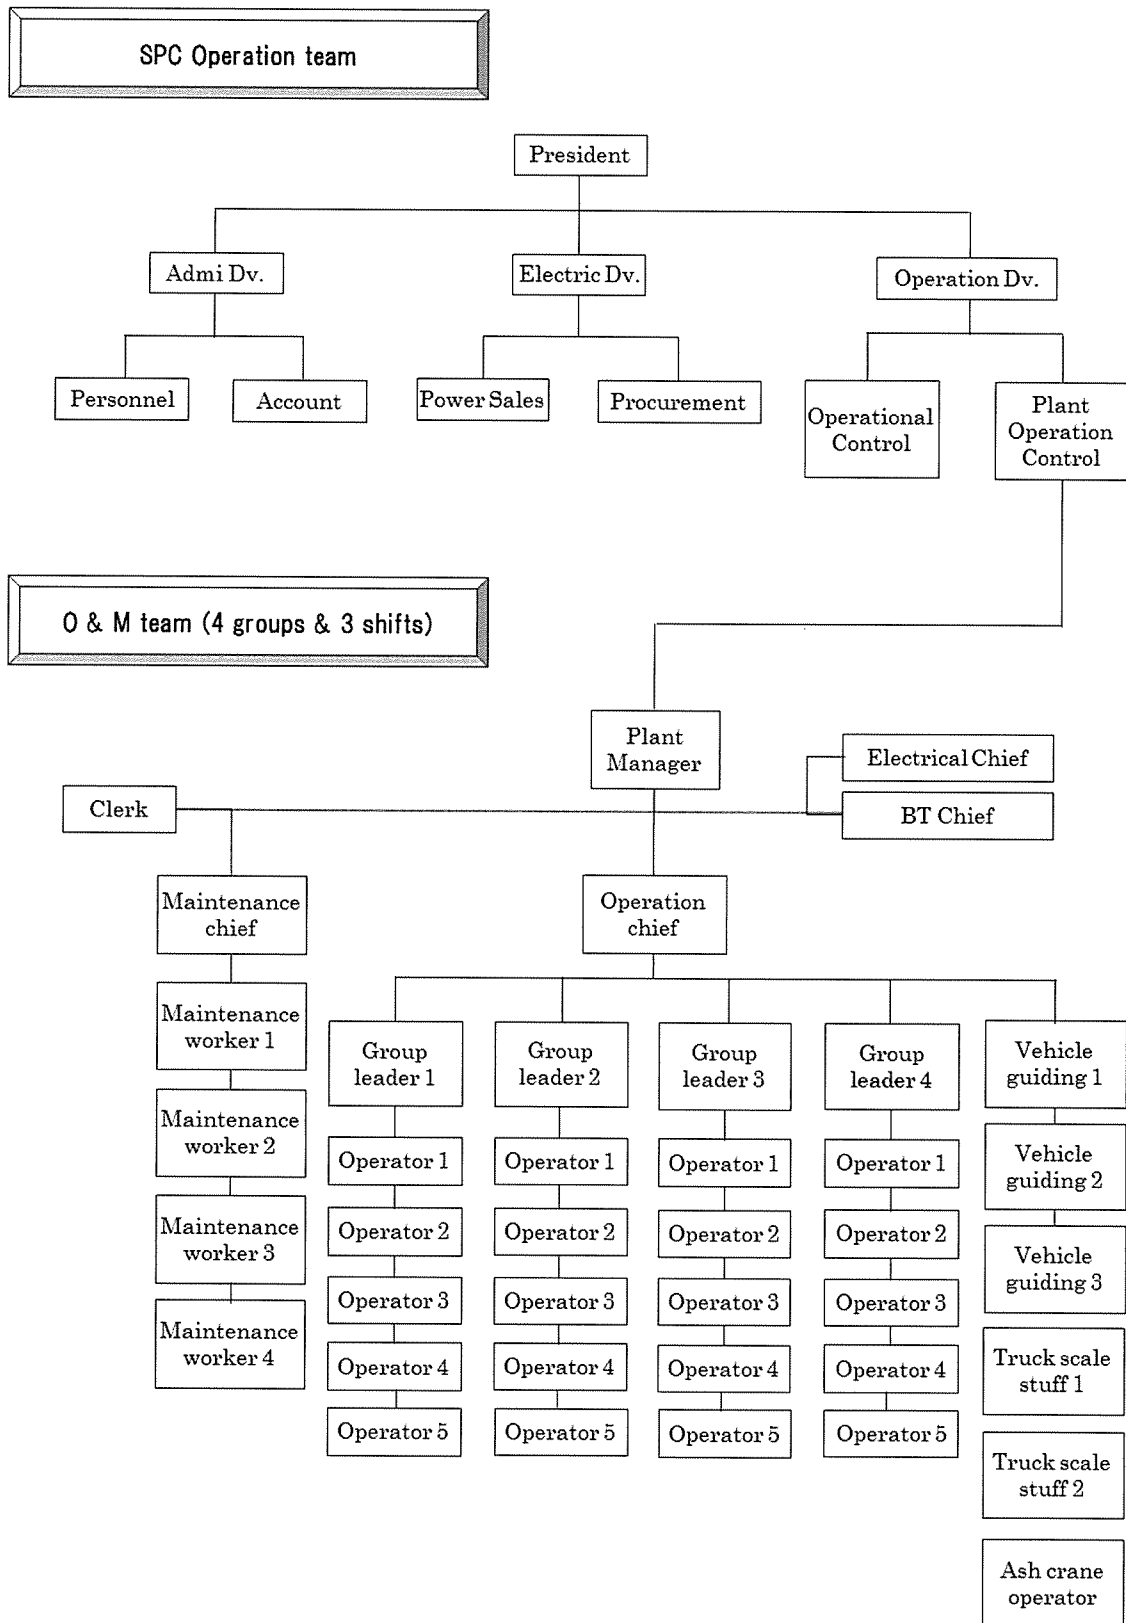 SPC Operation team
President
Admi Dv.
Electric Dv.
Operation Dv.
Personnel
Account
Power Sales
Procurement
Operational
Control
Plant
Operation
Control
O & M team (4 groups & 3 shifts)
Plant
Manager
Electrical Chief
Clerk
BT Chief
Maintenance
chief
Operation
chief
Maintenance
worker 1
Maintenance
worker 2
Maintenance
worker 3
Maintenance
worker 4
Group
leader 1
Operator 1
Operator 2
Operator 3
Operator 4
Operator 5
Group
leader 2
Operator 1
Operator 2
Operator 3
Operator 4
Operator 5
Group
leader 3
Operator 1
Operator 2
Operator 3
Operator 4
Operator 5
Group
leader 4
Operator 1
Operator 2
Operator 3
Operator 4
Operator 5
Vehicle
guiding 1
Vehicle
guiding 2
Vehicle
guiding 3
Truck scale
stuff 1
Truck scale
stuff 2
Ash crane
operator